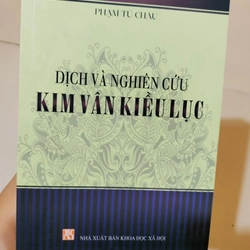 PHẠM TÚ CHÂU
DỊCH VÀ NGHIÊN CỨU
KIM VÂN KIỀU LỤC
NHÀ XUẤT BẢN KHOA HỌC XÃ HỘI